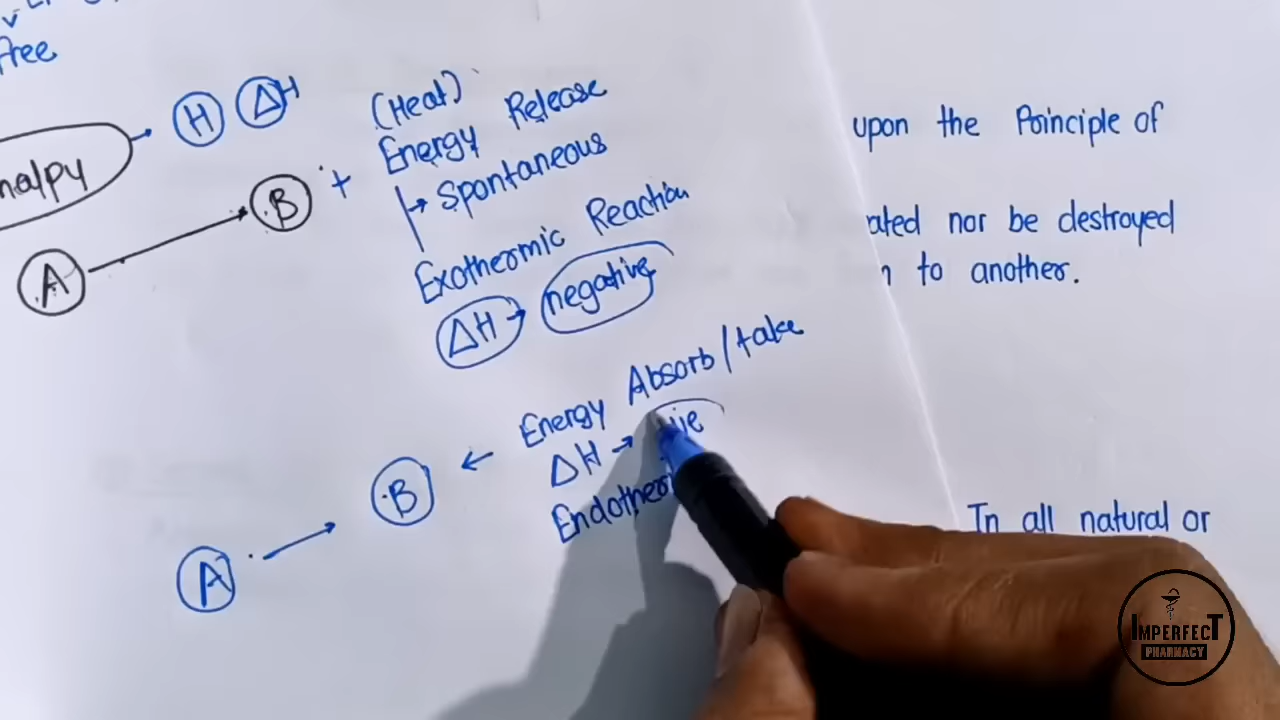 free
H ΔH
nalpy
(Heat)
A → B + Energy Release
→ Spontaneous
Exothermic Reaction
ΔH → negative
Energy Absorb/take
A → B ←
ΔH →
upon the Principle of
ated nor be destroyed
n to another.
In all natural or
IMPERFECT
PHARMACY